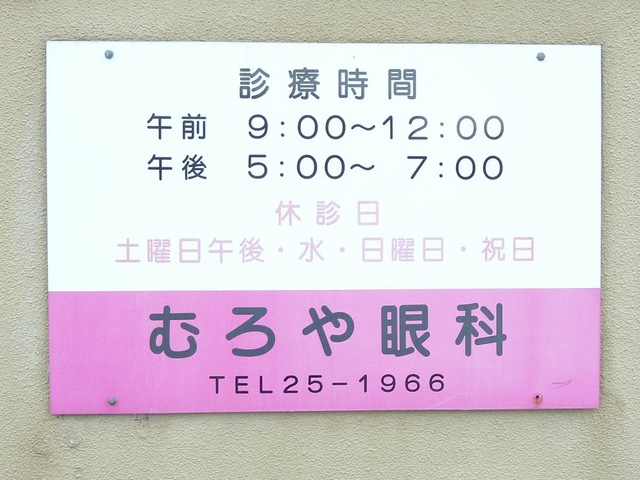 診療時間
午前 9:00〜12:00
午後 5:00〜 7:00
休診日
土曜日午後・水・日曜日・祝日
むろや眼科
TEL25-1966